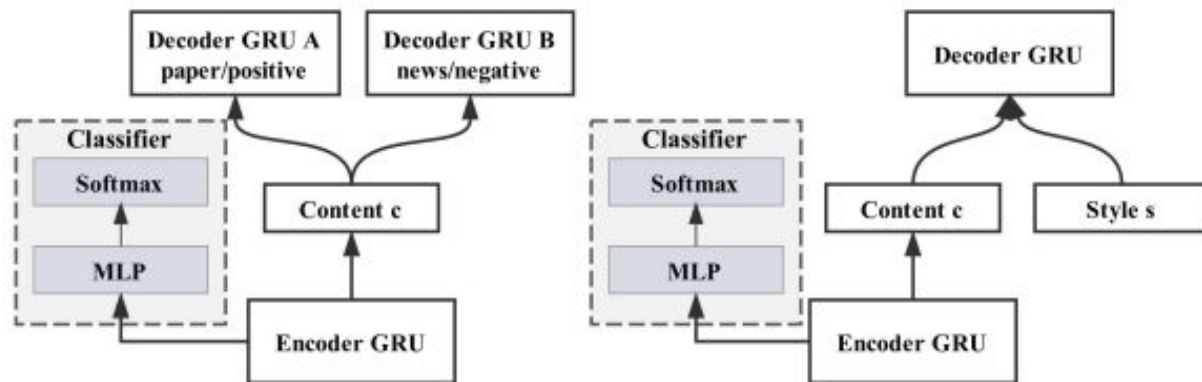 Decoder GRU A
paper/positive
Decoder GRU B
news/negative
Classifier
Softmax
MLP
Content c
Encoder GRU
Decoder GRU
Classifier
Softmax
MLP
Content c
Style s
Encoder GRU